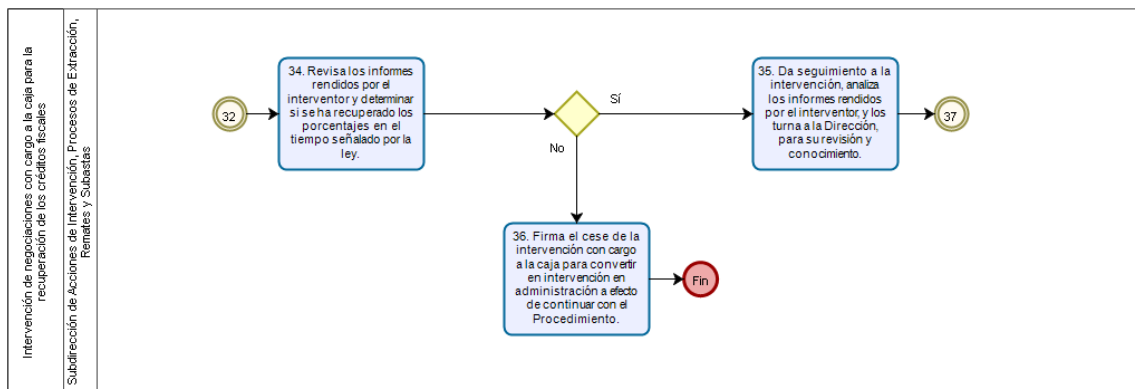 Intervención de negociaciones con cargo a la caja para la
recuperación de los créditos fiscales
Subdirección de Acciones de Intervención, Procesos de Extracción,
Remates y Subastas
32
34. Revisa los informes
rendidos por el
interventor y determinar
si se ha recuperado los
porcentajes en el
tiempo señalado por la
ley.
Sí
No
35. Da seguimiento a la
intervención, analiza
los informes rendidos
por el interventor, y los
turna a la Dirección,
para su revisión y
conocimiento.
37
36. Firma el cese de la
intervención con cargo
a la caja para convertir
en intervención en
administración a efecto
de continuar con el
Procedimiento.
Fin